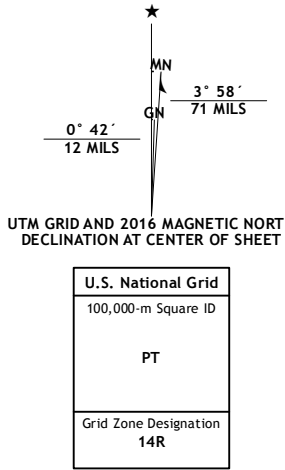 ★
MN
3° 58´
71 MILS
GN
0° 42´
12 MILS
UTM GRID AND 2016 MAGNETIC NORT
DECLINATION AT CENTER OF SHEET
U.S. National Grid
100,000-m Square ID
PT
Grid Zone Designation
14R